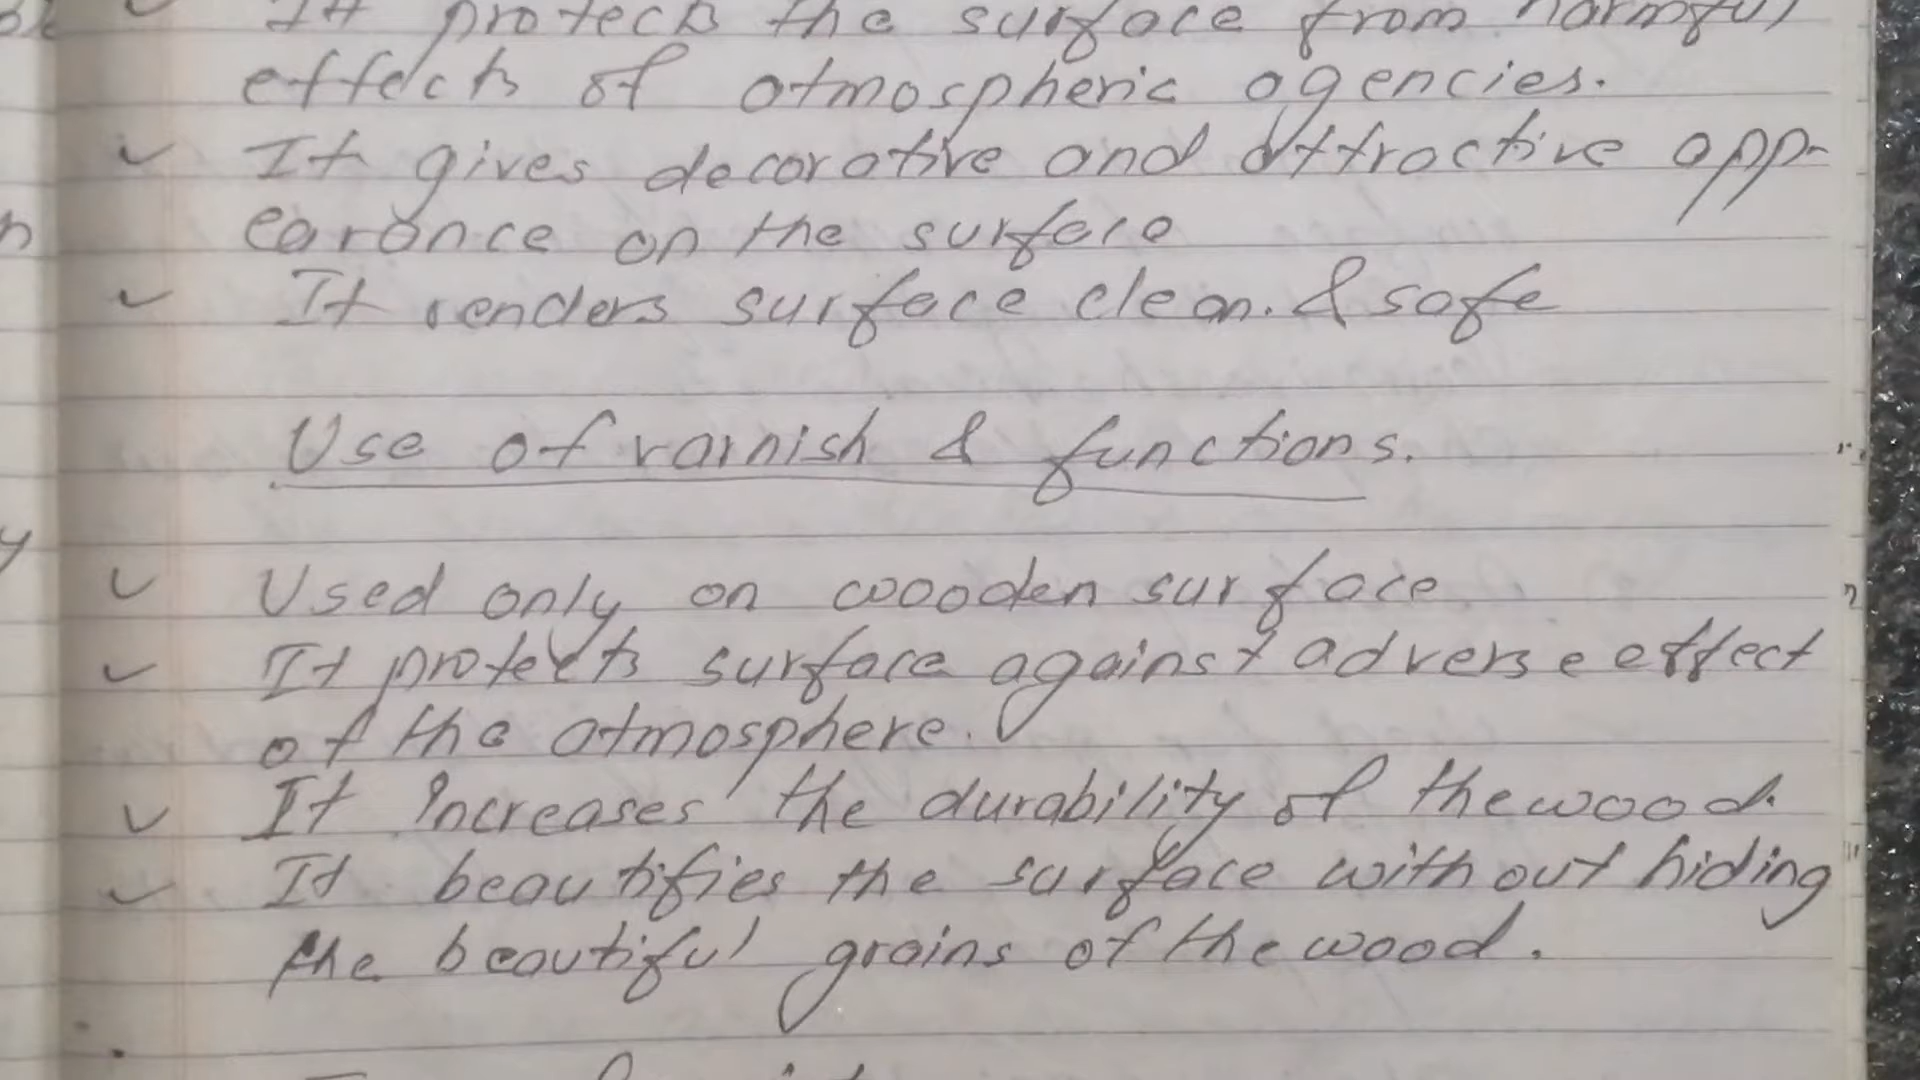 It protects the surface from harmful
effects of atmospheric agencies.
It gives decorative and attractive app-
earance on the surface
It renders surface clean. & safe
Use of varnish & functions.
Used only on woooden surface
It protects surface against adverse effect
of the atmosphere.
It increases the durability of the wood.
It beautifies the surface without hiding
the beautiful grains of the wood.